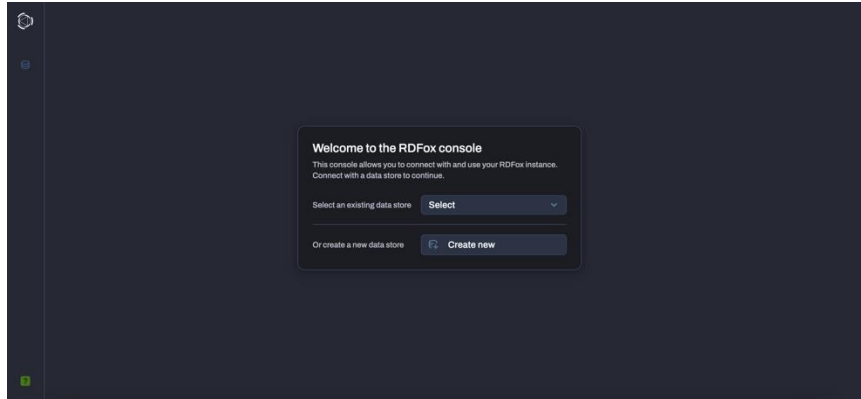 Welcome to the RDFox console
This console allows you to connect with and use your RDFox instance.
Connect with a data store to continue.
Select an existing data store
Select
Or create a new data store
Create new
?